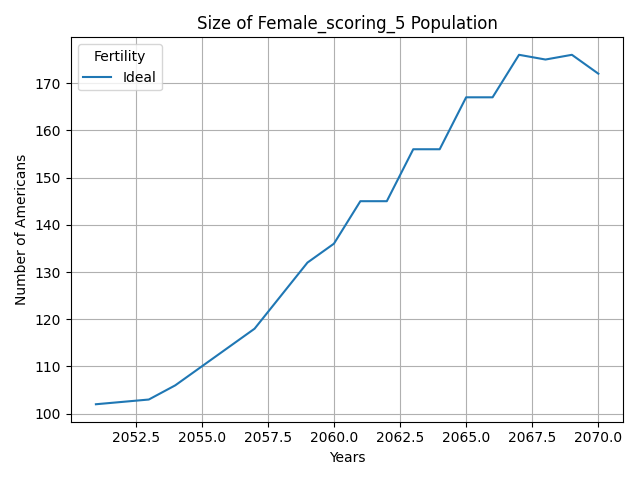 Size of Female_scoring_5 Population
Fertility
Ideal
Number of Americans
170
160
150
140
130
120
110
100
2052.5 2055.0 2057.5 2060.0 2062.5 2065.0 2067.5 2070.0
Years